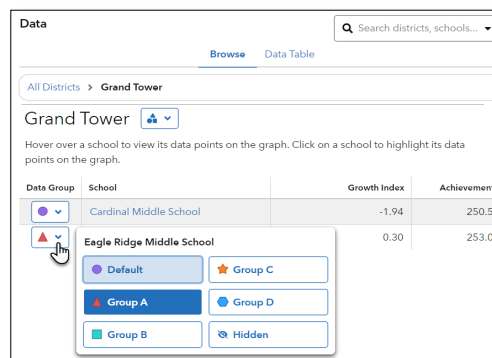 Data
Search districts, schools...
Browse Data Table
All Districts > Grand Tower
Grand Tower
Hover over a school to view its data points on the graph. Click on a school to highlight its data
points on the graph.
Data Group School Growth Index Achievement
Cardinal Middle School -1.94 250.5
0.30 253.0
Eagle Ridge Middle School
Default Group C
Group A Group D
Group B Hidden